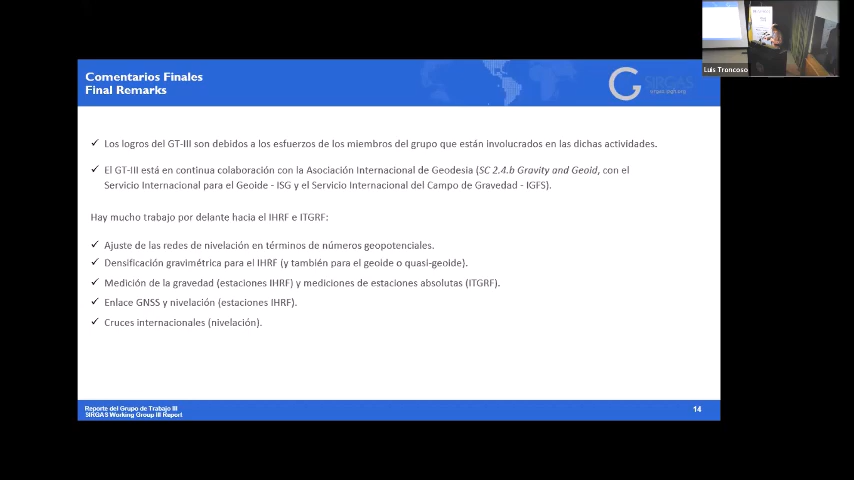 Comentarios Finales
Final Remarks
SIRGAS
Luis Troncoso
✓ Los logros del GT-III son debidos a los esfuerzos de los miembros del grupo que están involucrados en las dichas actividades.
✓ El GT-III está en continua colaboración con la Asociación Internacional de Geodesia (SC 2.4.b Gravity and Geoid, con el
Servicio Internacional para el Geoide - ISG y el Servicio Internacional del Campo de Gravedad - IGFS).
Hay mucho trabajo por delante hacia el IHRF e ITGRF:
✓ Ajuste de las redes de nivelación en términos de números geopotenciales.
✓ Densificación gravimétrica para el IHRF (y también para el geoide o quasi-geoide).
✓ Medición de la gravedad (estaciones IHRF) y mediciones de estaciones absolutas (ITGRF).
✓ Enlace GNSS y nivelación (estaciones IHRF).
✓ Cruces internacionales (nivelación).
Reporte del Grupo de Trabajo III
SIRGAS Working Group III Report
14